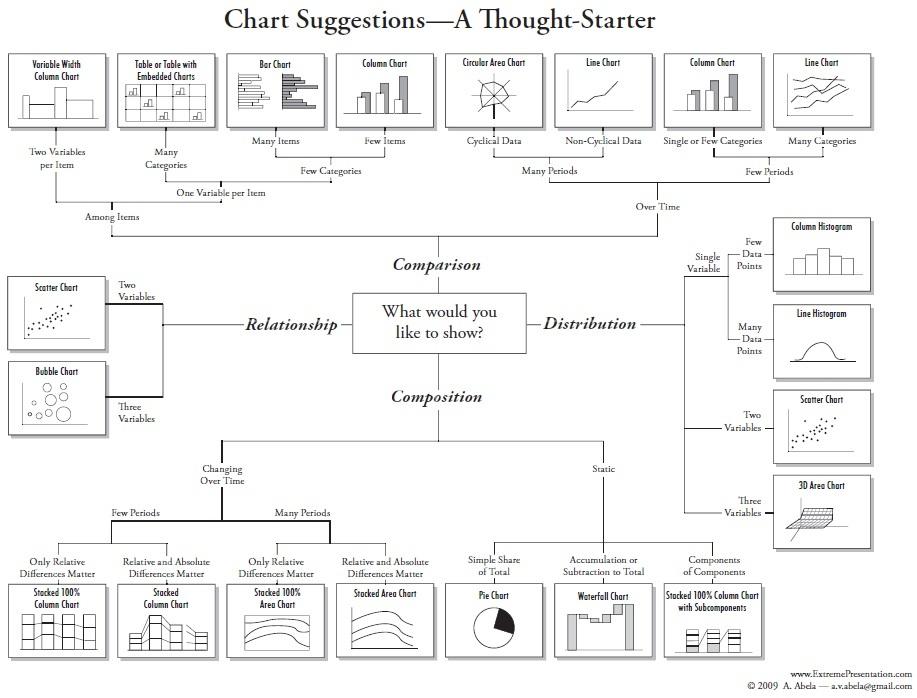 Chart Suggestions—A Thought-Starter
Variable Width
Column Chart
Table or Table with
Embedded Charts
Bar Chart
Column Chart
Circular Area Chart
Line Chart
Column Chart
Line Chart
Two Variables
per Item
Many
Categories
Many Items
Few Items
Cyclical Data
Non-Cyclical Data
Single or Few Categories
Many Categories
Few Categories
Many Periods
Few Periods
One Variable per Item
Among Items
Over Time
Comparison
What would you
like to show?
Relationship
Two
Variables
Scatter Chart
Bubble Chart
Three
Variables
Distribution
Single
Variable
Few
Data
Points
Column Histogram
Many
Data
Points
Line Histogram
Two
Variables
Scatter Chart
Three
Variables
3D Area Chart
Composition
Changing
Over Time
Static
Few Periods
Many Periods
Only Relative
Differences Matter
Relative and Absolute
Differences Matter
Only Relative
Differences Matter
Relative and Absolute
Differences Matter
Simple Share
of Total
Accumulation or
Subtraction to Total
Components
of Components
Stacked 100%
Column Chart
Stacked
Column Chart
Stacked 100%
Area Chart
Stacked Area Chart
Pie Chart
Waterfall Chart
Stacked 100% Column Chart
with Subcomponents
www.ExtremePresentation.com
© 2009 A. Abela — a.v.abela@gmail.com